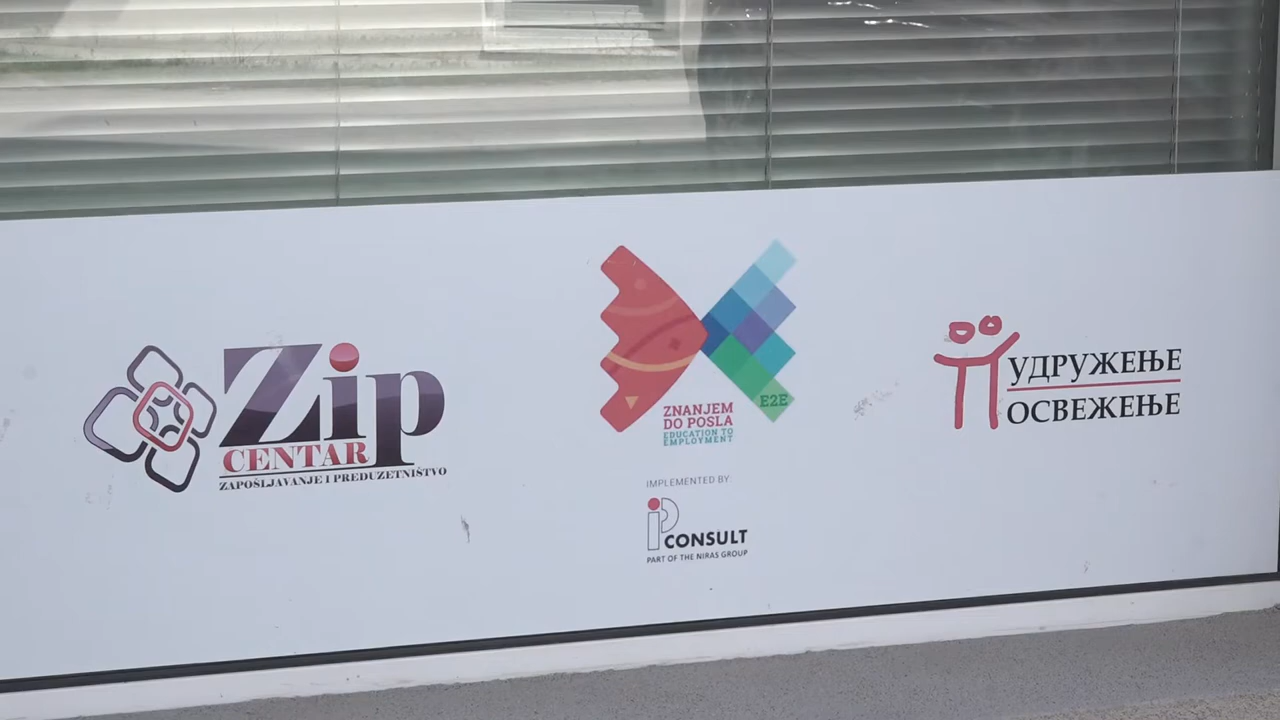 Zip
CENTAR
ZAPOŠLJAVANJE I PREDUZETNIŠTVO
ZNANJEM
DO POSLA
EDUCATION TO
EMPLOYMENT
E2E
IMPLEMENTED BY:
IP CONSULT
PART OF THE NIRAS GROUP
УДРУЖЕЊЕ
ОСВЕЖЕЊЕ